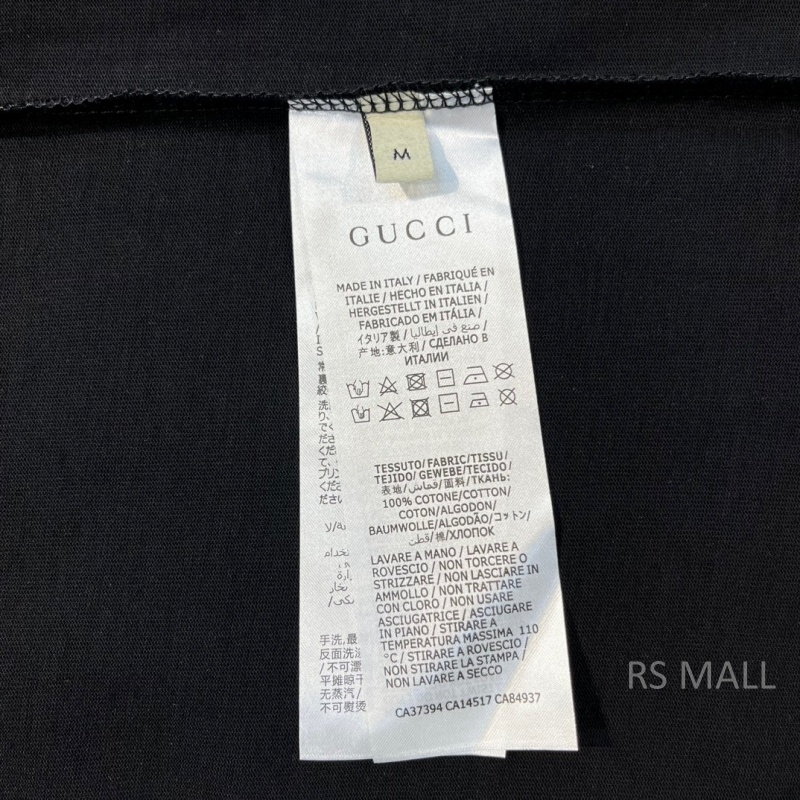 M
GUCCI
MADE IN ITALY / FABRIQUÉ EN
ITALIE / HECHO EN ITALIA /
HERGESTELLT IN ITALIEN /
FABRICADO EM ITÁLIA /
イタリア製 / صنع في إيطاليا /
产地:意大利 / СДЕЛАНО В
ИТАЛИИ
TESSUTO/FABRIC/TISSU/
TEJIDO/ GEWEBE/TECIDO/
表地/قماش/面料/ТКАНЬ:
100% COTONE/COTTON/
COTON/ALGODON/
BAUMWOLLE/ALGODÃO/コットン/
قطن/棉/ХЛОПОК
LAVARE A MANO / LAVARE A
ROVESCIO / NON TORCERE O
STRIZZARE / NON LASCIARE IN
AMMOLLO / NON TRATTARE
CON CLORO / NON USARE
ASCIUGATRICE / ASCIUGARE
IN PIANO / STIRARE A
TEMPERATURA MASSIMA 110
°C / STIRARE A ROVESCIO /
NON STIRARE LA STAMPA /
NON LAVARE A SECCO
CA37394 CA14517 CA84937
手洗,最
反面洗
/不可漂
平摊晾干
无蒸汽/
不可熨烫
RS MALL